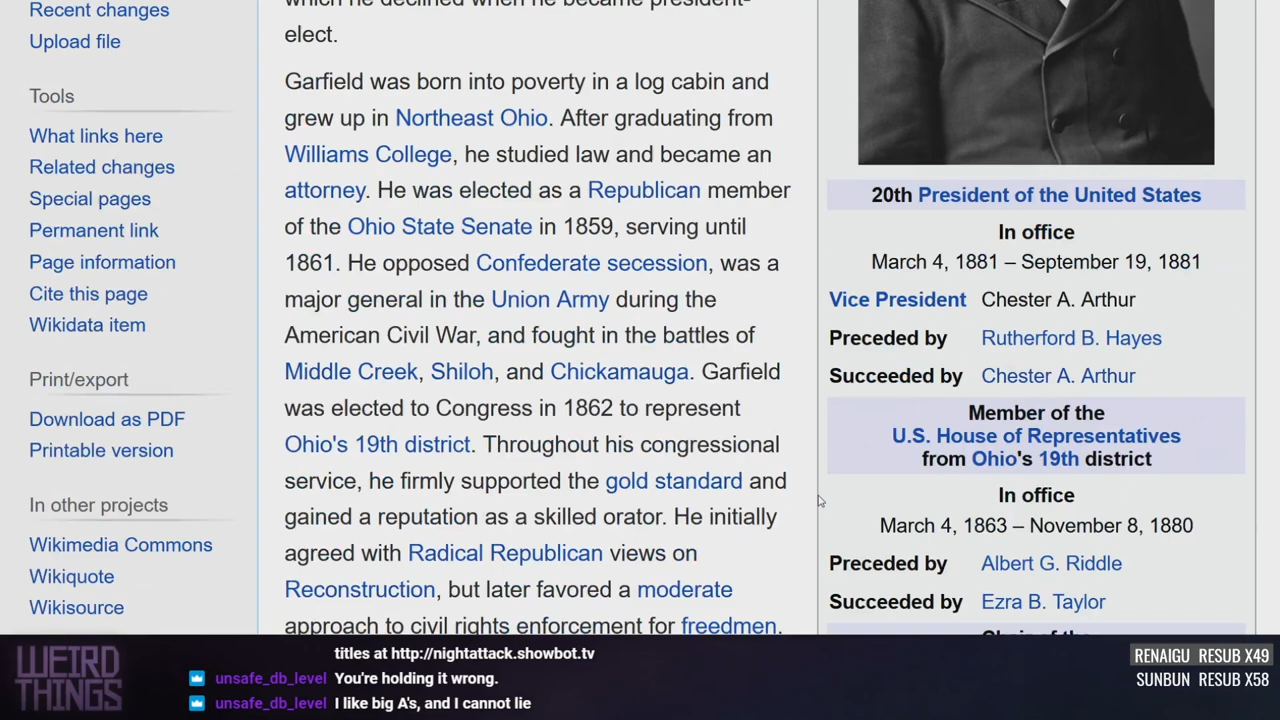 Recent changes
Upload file
Tools
What links here
Related changes
Special pages
Permanent link
Page information
Cite this page
Wikidata item
Print/export
Download as PDF
Printable version
In other projects
Wikimedia Commons
Wikiquote
Wikisource
which he declined when he became president-
elect.
Garfield was born into poverty in a log cabin and
grew up in Northeast Ohio. After graduating from
Williams College, he studied law and became an
attorney. He was elected as a Republican member
of the Ohio State Senate in 1859, serving until
1861. He opposed Confederate secession, was a
major general in the Union Army during the
American Civil War, and fought in the battles of
Middle Creek, Shiloh, and Chickamauga. Garfield
was elected to Congress in 1862 to represent
Ohio's 19th district. Throughout his congressional
service, he firmly supported the gold standard and
gained a reputation as a skilled orator. He initially
agreed with Radical Republican views on
Reconstruction, but later favored a moderate
approach to civil rights enforcement for freedmen.
20th President of the United States
In office
March 4, 1881 – September 19, 1881
Vice President Chester A. Arthur
Preceded by Rutherford B. Hayes
Succeeded by Chester A. Arthur
Member of the
U.S. House of Representatives
from Ohio's 19th district
In office
March 4, 1863 – November 8, 1880
Preceded by Albert G. Riddle
Succeeded by Ezra B. Taylor
Chair of the
WEIRD
THINGS
titles at http://nightattack.showbot.tv
unsafe_db_level You're holding it wrong.
unsafe_db_level I like big A's, and I cannot lie
RENAIGU RESUB X49
SUNBUN RESUB X58